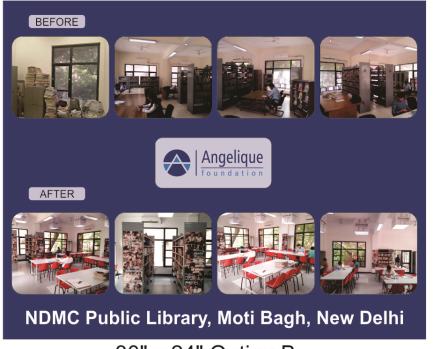 BEFORE
Angelique
foundation
AFTER
NDMC Public Library, Moti Bagh, New Delhi